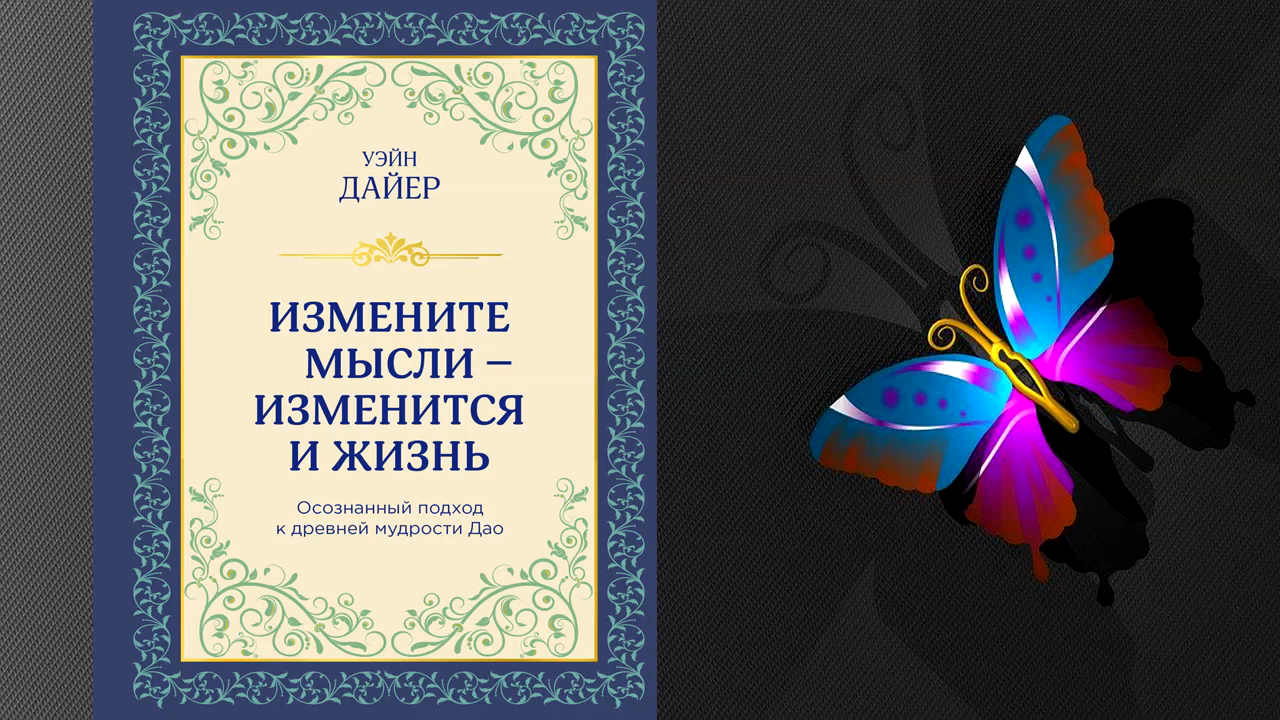 УЭЙН
ДАЙЕР
ИЗМЕНИТЕ
МЫСЛИ –
ИЗМЕНИТСЯ
И ЖИЗНЬ
Осознанный подход
к древней мудрости Дао